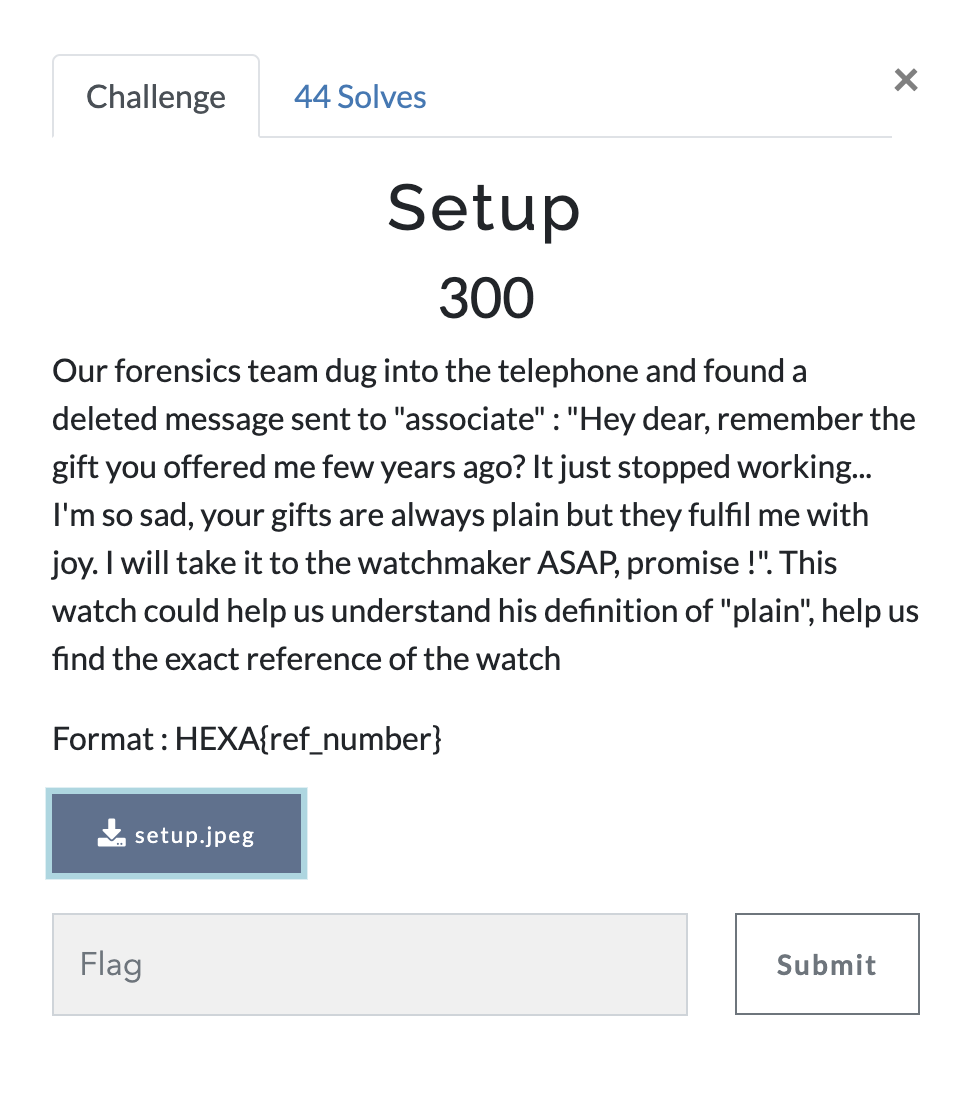 Challenge
44 Solves
×
Setup
300
Our forensics team dug into the telephone and found a
deleted message sent to "associate" : "Hey dear, remember the
gift you offered me few years ago? It just stopped working...
I'm so sad, your gifts are always plain but they fulfil me with
joy. I will take it to the watchmaker ASAP, promise !". This
watch could help us understand his definition of "plain", help us
find the exact reference of the watch
Format : HEXA{ref_number}
setup.jpeg
Flag
Submit